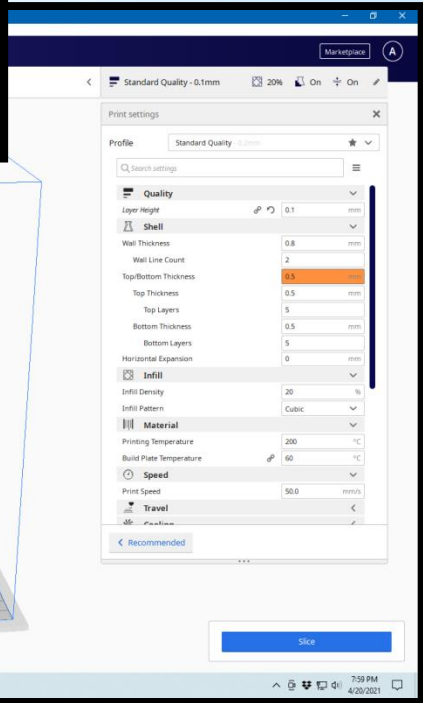 Marketplace
A
Standard Quality - 0.1mm 20% On On
Print settings
Profile Standard Quality - 0.2mm
Search settings
Quality
Layer Height 0.1 mm
Shell
Wall Thickness 0.8 mm
Wall Line Count 2
Top/Bottom Thickness 0.5 mm
Top Thickness 0.5 mm
Top Layers 5
Bottom Thickness 0.5 mm
Bottom Layers 5
Horizontal Expansion 0 mm
Infill
Infill Density 20 %
Infill Pattern Cubic
Material
Printing Temperature 200 °C
Build Plate Temperature 60 °C
Speed
Print Speed 50.0 mm/s
Travel
Cooling
Recommended
Slice
7:59 PM
4/20/2021